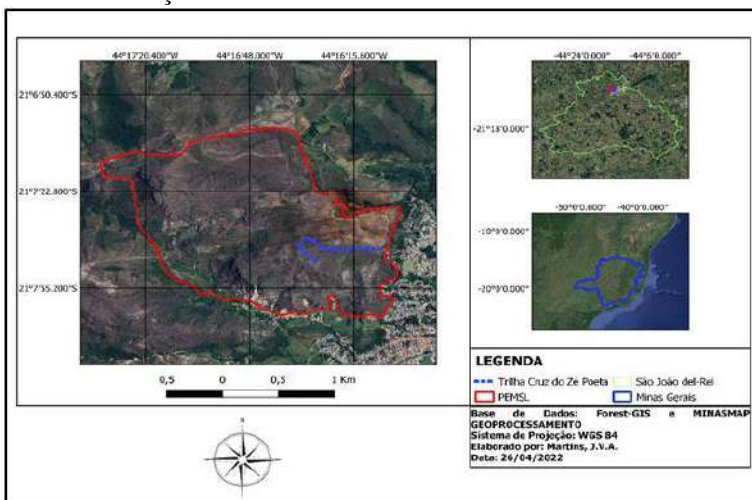 44°17'20.400"W 44°16'48.000"W 44°16'15.600"W
21°6'50.400"S
21°7'22.800"S
21°7'55.200"S
0,5 0 0,5 1 Km
N
-44°24'0.000" -44°6'0.000"
-21°18'0.000"
-50°0'0.000" -40°0'0.000"
-10°9'0.000"
-20°9'0.000"
LEGENDA
Trilha Cruz do Zé Poeta São João del-Rei
PEMSL Minas Gerais
Base de Dados: Forest-GIS e MINASMAP
GEOPROCESSAMENTO
Sistema de Projeção: WGS 84
Elaborado por: Martins, J.V.A.
Data: 26/04/2022